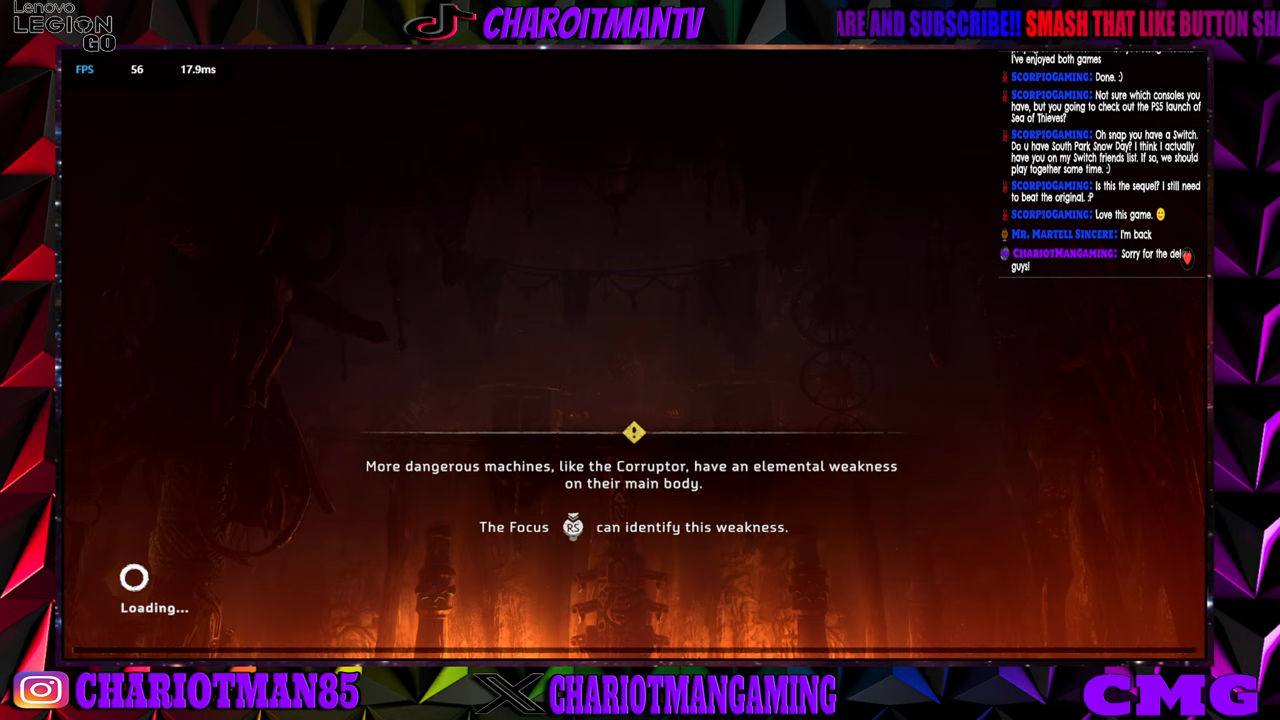 Lenovo
LEGION
GO
CHAROITMANTV
ARE AND SUBSCRIBE!! SMASH THAT LIKE BUTTON SH
FPS 56 17.9ms
I've enjoyed both games
SCORPIOGAMING: Done. :)
SCORPIOGAMING: Not sure which consoles you
have, but you going to check out the PS5 launch of
Sea of Thieves?
SCORPIOGAMING: Oh snap you have a Switch.
Do u have South Park Snow Day? I think I actually
have you on my Switch friends list. If so, we should
play together some time. :)
SCORPIOGAMING: Is this the sequel? I still need
to beat the original. :P
SCORPIOGAMING: Love this game. 🙂
MR. MARTELL SINCERE: I'm back
CHARIOTMANGAMING: Sorry for the del
guys!
More dangerous machines, like the Corruptor, have an elemental weakness
on their main body.
The Focus RS can identify this weakness.
Loading...
CHARIOTMAN85
CHARIOTMANGAMING
CMG